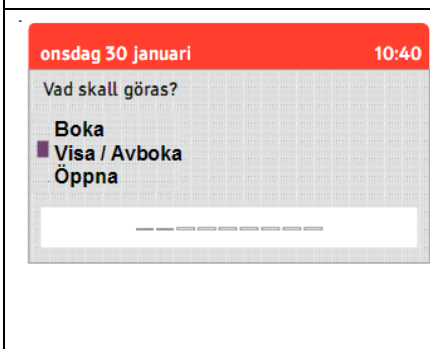 onsdag 30 januari 10:40
Vad skall göras?
Boka
Visa / Avboka
Öppna